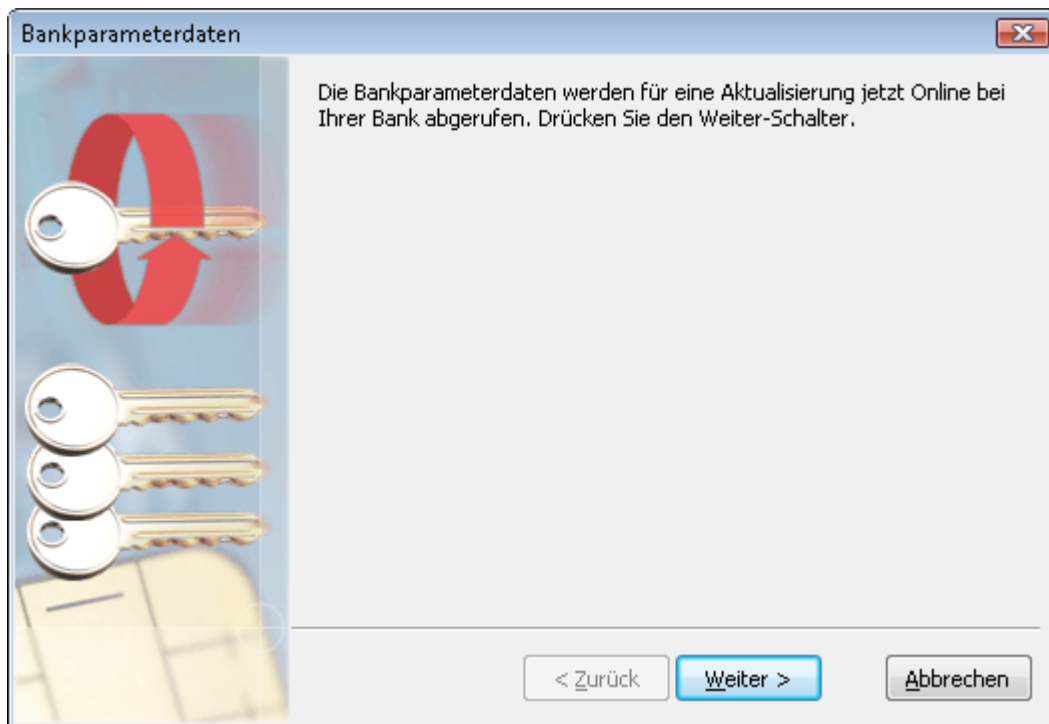 Bankparameterdaten
Die Bankparameterdaten werden für eine Aktualisierung jetzt Online bei
Ihrer Bank abgerufen. Drücken Sie den Weiter-Schalter.
< Zurück
Weiter >
Abbrechen